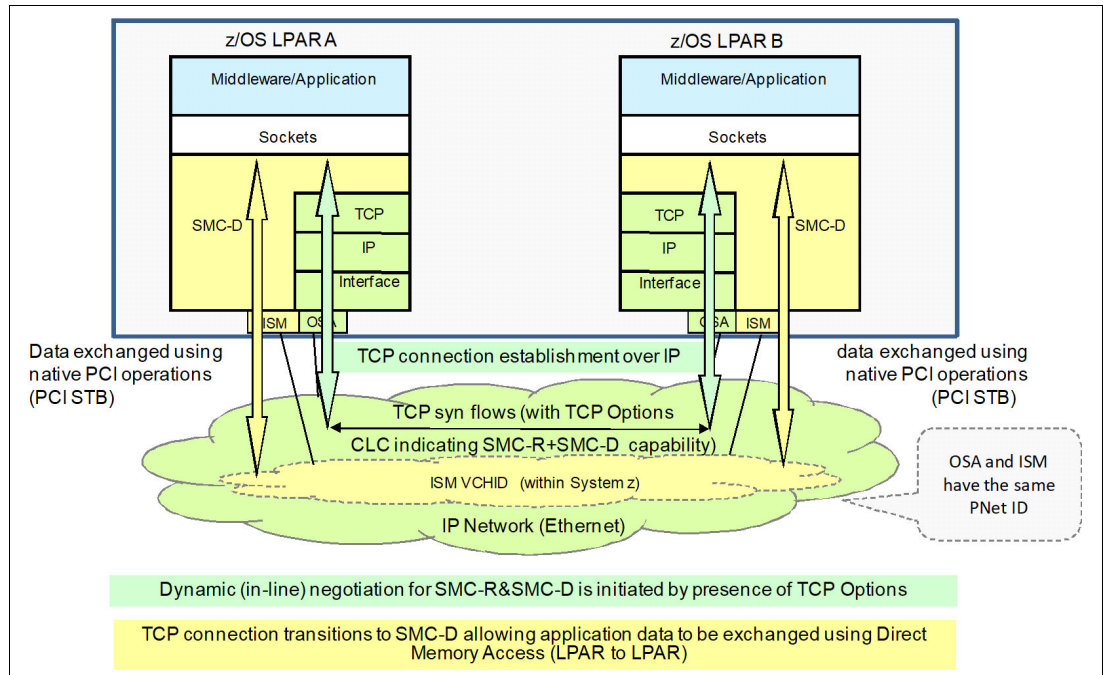 z/OS LPAR A
z/OS LPAR B
Middleware/Application
Middleware/Application
Sockets
Sockets
TCP
SMC-D
IP
Interface
TCP
SMC-D
IP
Interface
ISM
OSA
OSA
ISM
Data exchanged using
native PCI operations
(PCI STB)
TCP connection establishment over IP
data exchanged using
native PCI operations
(PCI STB)
TCP syn flows (with TCP Options
CLC indicating SMC-R+SMC-D capability)
ISM VCHID (within System z)
IP Network (Ethernet)
OSA and ISM
have the same
PNet ID
Dynamic (in-line) negotiation for SMC-R&SMC-D is initiated by presence of TCP Options
TCP connection transitions to SMC-D allowing application data to be exchanged using Direct
Memory Access (LPAR to LPAR)